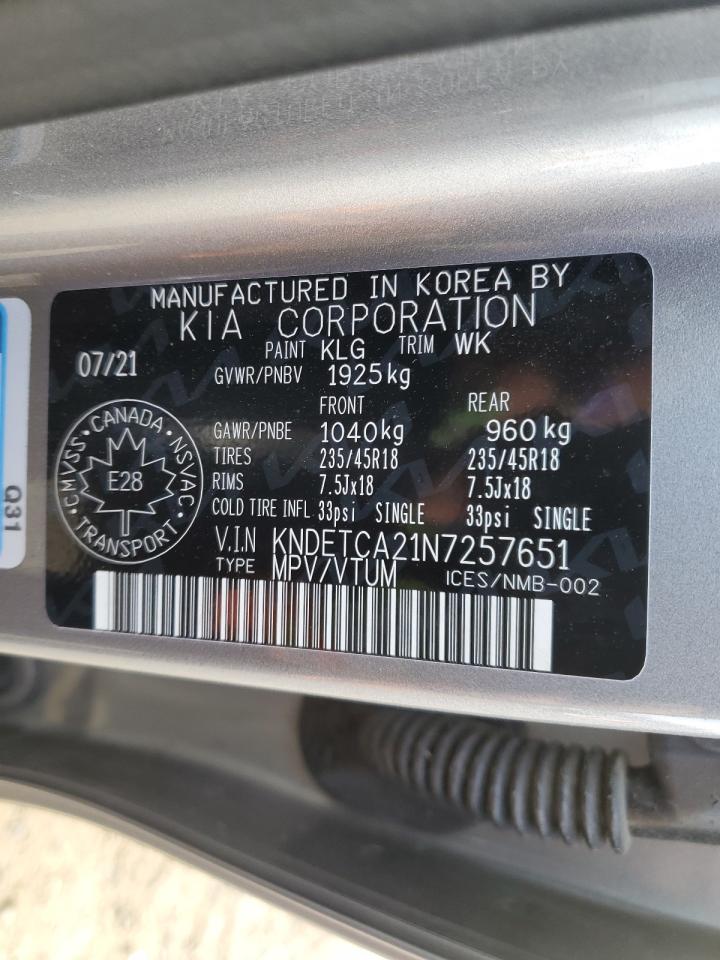 MANUFACTURED IN KOREA BY
KIA CORPORATION
07/21 PAINT KLG TRIM WK
GVWR/PNBV 1925kg
FRONT REAR
GAWR/PNBE 1040kg 960kg
TIRES 235/45R18 235/45R18
RIMS 7.5Jx18 7.5Jx18
COLD TIRE INFL 33psi SINGLE 33psi SINGLE
V.I.N KNDETCA21N7257651
TYPE MPV/VTUM ICES/NMB-002
CMVSS · CANADA · NSVAC
E28
TRANSPORT
Q31